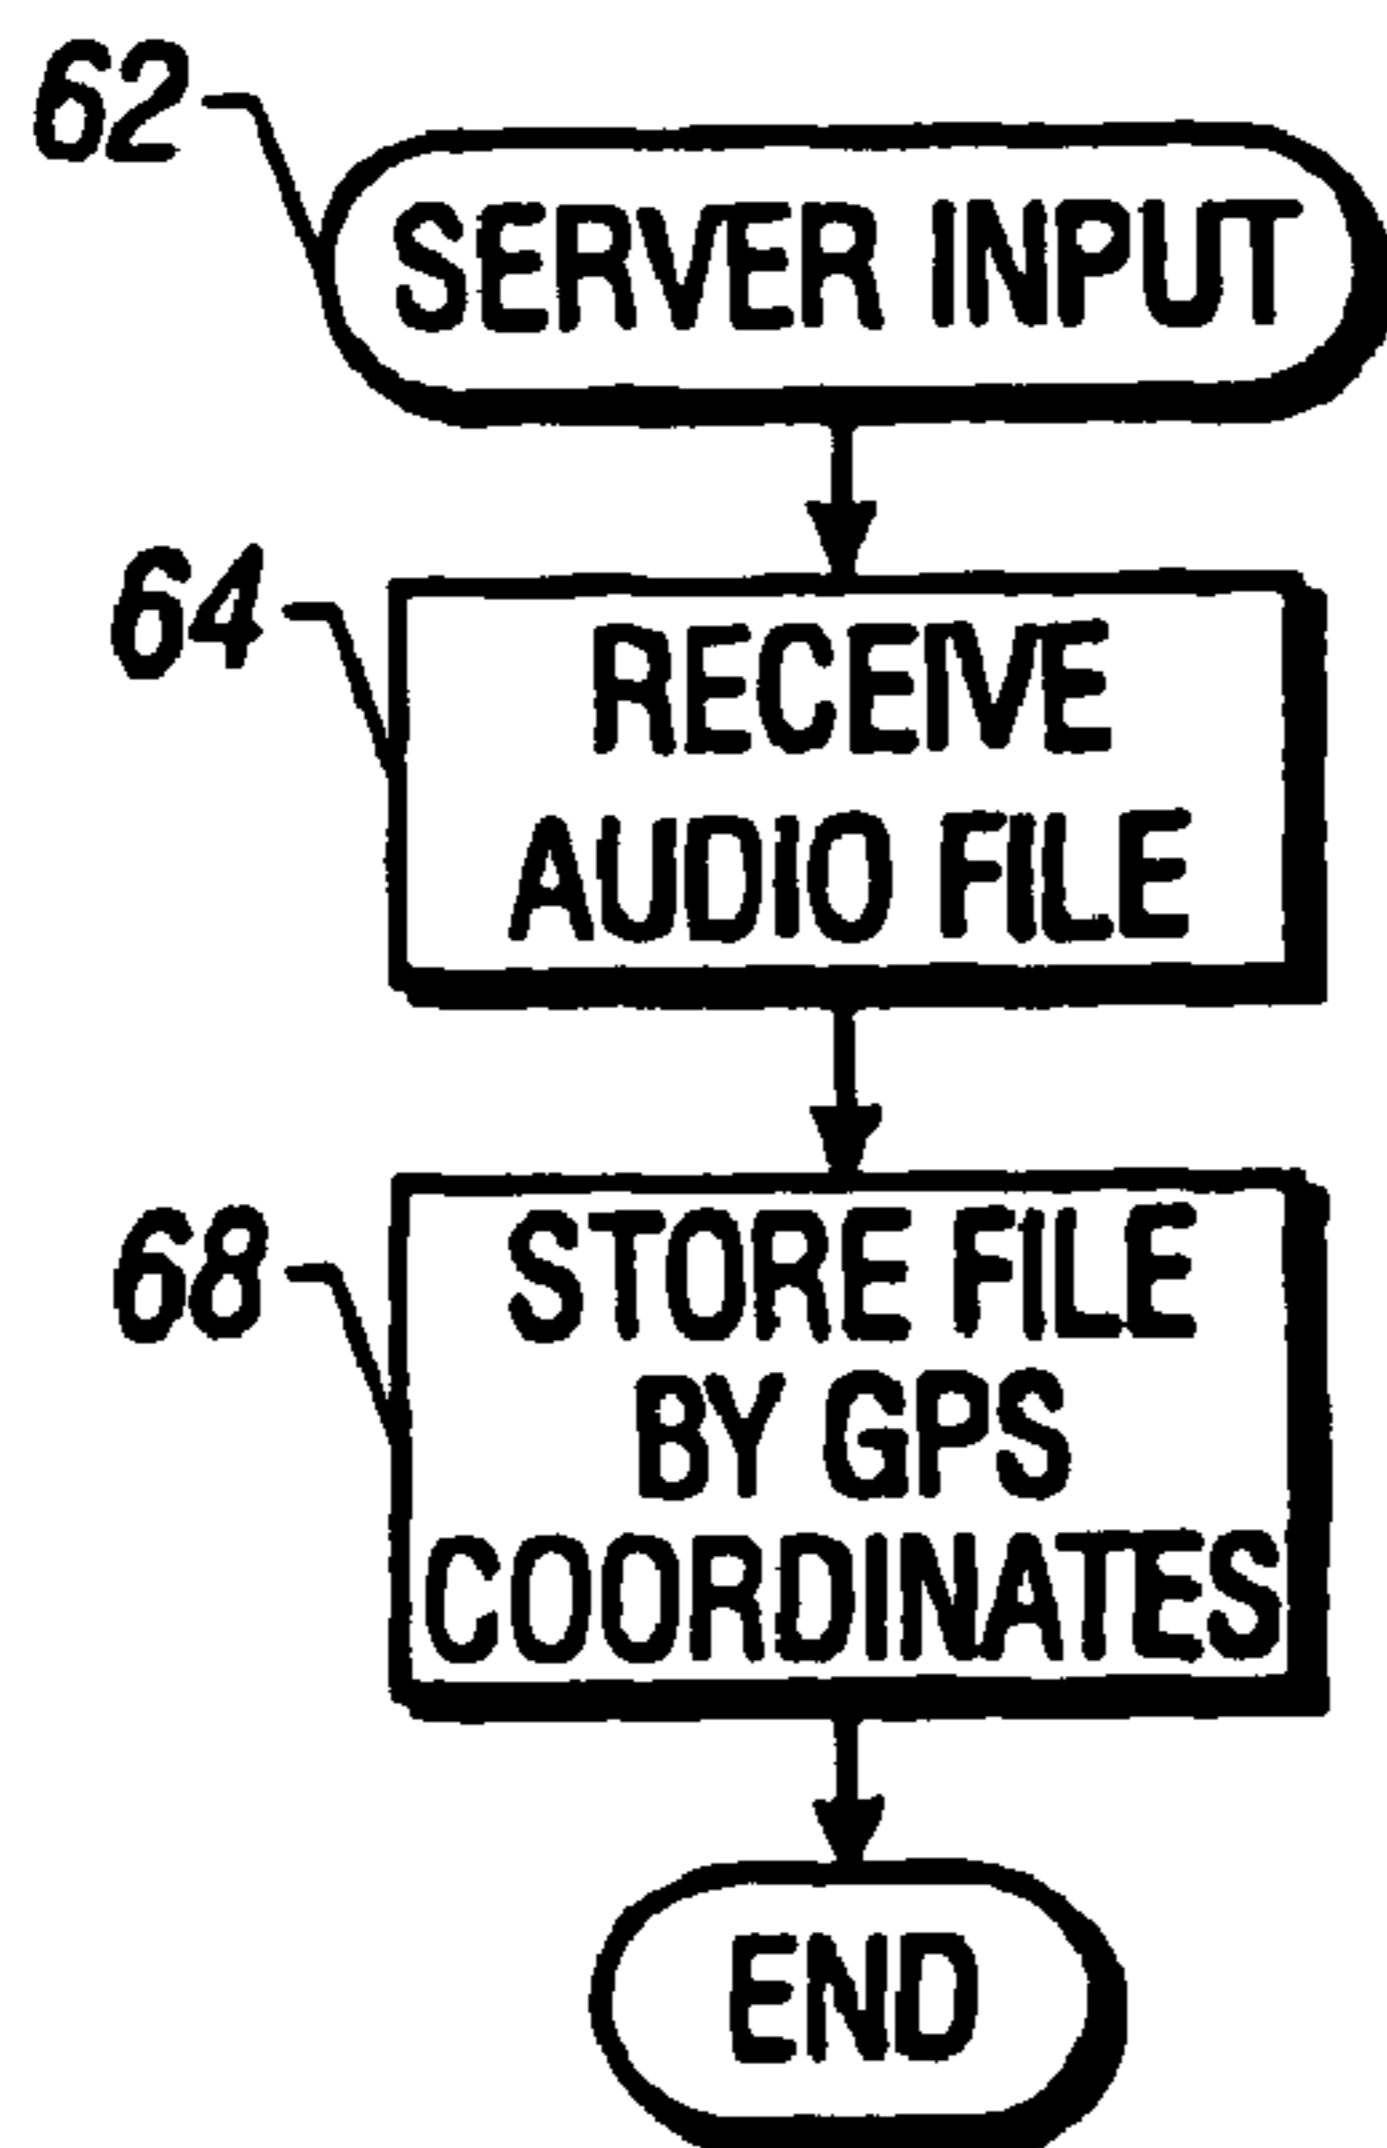 62
SERVER INPUT
64
RECEIVE
AUDIO FILE
68
STORE FILE
BY GPS
COORDINATES
END